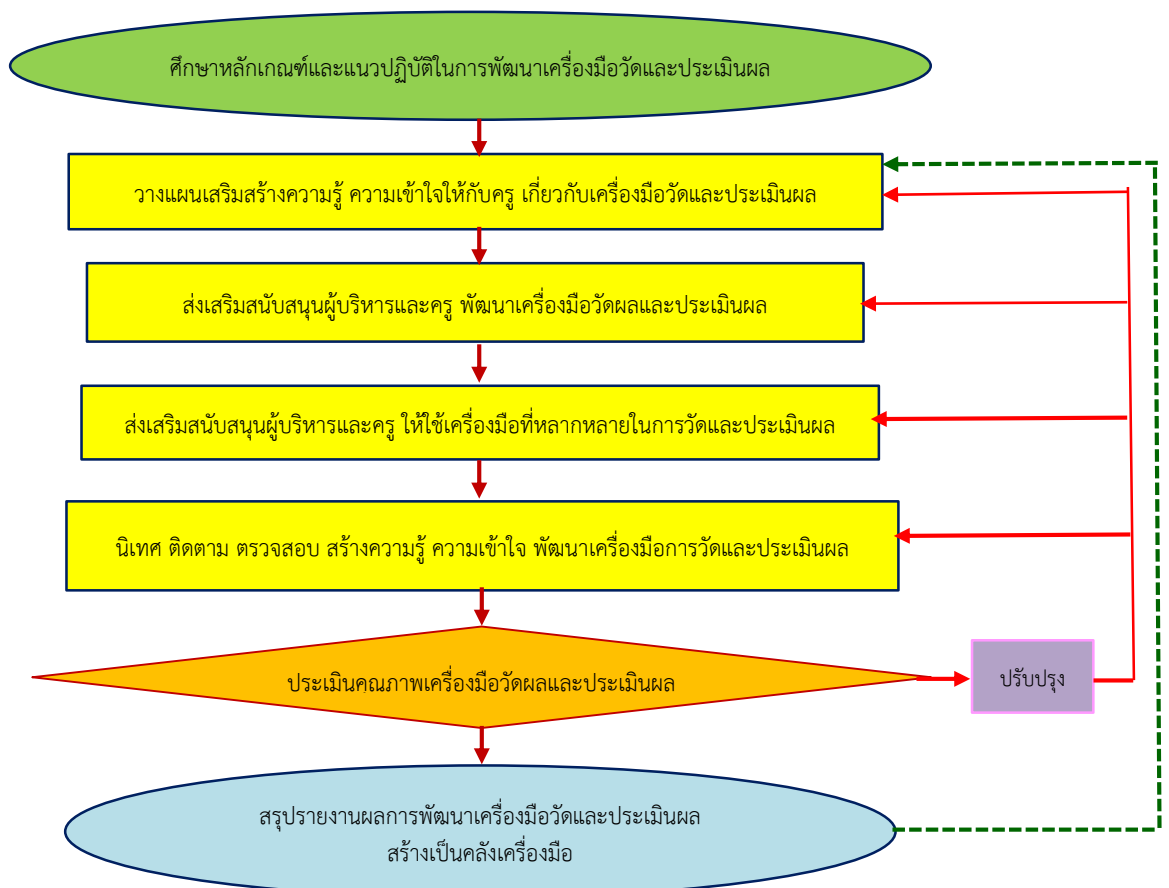 ศึกษาหลักเกณฑ์และแนวปฏิบัติในการพัฒนาเครื่องมือวัดและประเมินผล
วางแผนเสริมสร้างความรู้ ความเข้าใจให้กับครู เกี่ยวกับเครื่องมือวัดและประเมินผล
ส่งเสริมสนับสนุนผู้บริหารและครู พัฒนาเครื่องมือวัดผลและประเมินผล
ส่งเสริมสนับสนุนผู้บริหารและครู ให้ใช้เครื่องมือที่หลากหลายในการวัดและประเมินผล
นิเทศ ติดตาม ตรวจสอบ สร้างความรู้ ความเข้าใจ พัฒนาเครื่องมือการวัดและประเมินผล
ประเมินคุณภาพเครื่องมือวัดผลและประเมินผล
ปรับปรุง
สรุปรายงานผลการพัฒนาเครื่องมือวัดและประเมินผล
สร้างเป็นคลังเครื่องมือ